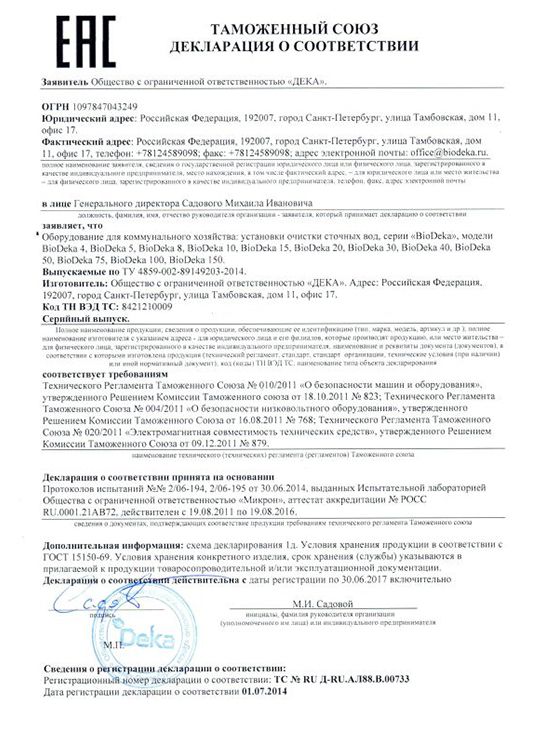 EAC
ТАМОЖЕННЫЙ СОЮЗ
ДЕКЛАРАЦИЯ О СООТВЕТСТВИИ
Заявитель Общество с ограниченной ответственностью «ДЕКА».
ОГРН 1097847043249
Юридический адрес: Российская Федерация, 192007, город Санкт-Петербург, улица Тамбовская, дом 11,
офис 17.
Фактический адрес: Российская Федерация, 192007, город Санкт-Петербург, улица Тамбовская, дом
11, офис 17, телефон: +78124589098; факс: +78124589098; адрес электронной почты: office@biodeka.ru.
полное наименование заявителя, сведения о государственной регистрации юридического лица или физического лица, зарегистрированного в
качестве индивидуального предпринимателя, место нахождения, в том числе фактический адрес, – для юридического лица или место жительства
– для физического лица, зарегистрированного в качестве индивидуального предпринимателя, телефон, факс, адрес электронной почты
в лице Генерального директора Садового Михаила Ивановича
должность, фамилия, имя, отчество руководителя организации - заявителя, который принимает декларацию о соответствии
заявляет, что
Оборудование для коммунального хозяйства: установки очистки сточных вод, серии «BioDeka», модели
BioDeka 4, BioDeka 5, BioDeka 8, BioDeka 10, BioDeka 15, BioDeka 20, BioDeka 30, BioDeka 40, BioDeka
50, BioDeka 75, BioDeka 100, BioDeka 150.
Выпускаемые по ТУ 4859-002-89149203-2014.
Изготовитель: Общество с ограниченной ответственностью «ДЕКА». Адрес: Российская Федерация,
192007, город Санкт-Петербург, улица Тамбовская, дом 11, офис 17.
Код ТН ВЭД ТС: 8421210009
Серийный выпуск.
Полное наименование продукции, сведения о продукции, обеспечивающие ее идентификацию (тип, марка, модель, артикул и др.), полное
наименование изготовителя с указанием адреса - для юридического лица и его филиалов, которые производят продукцию, или место жительства –
для физического лица, зарегистрированного в качестве индивидуального предпринимателя, наименование и реквизиты документа (документов), в
соответствии с которыми изготовлена продукция (технический регламент, стандарт, стандарт организации, технические условия (при наличии)
или иной нормативный документ), код (коды) ТН ВЭД ТС, наименование типа объекта декларирования
соответствует требованиям
Технического Регламента Таможенного Союза № 010/2011 «О безопасности машин и оборудования»,
утвержденного Решением Комиссии Таможенного Союза от 18.10.2011 № 823; Технического Регламента
Таможенного Союза № 004/2011 «О безопасности низковольтного оборудования», утвержденного
Решением Комиссии Таможенного Союза от 16.08.2011 № 768; Технического Регламента Таможенного
Союза № 020/2011 «Электромагнитная совместимость технических средств», утвержденного Решением
Комиссии Таможенного Союза от 09.12.2011 № 879.
наименование технического (технических) регламента (регламентов) Таможенного союза
Декларация о соответствии принята на основании
Протоколов испытаний №№ 2/06-194, 2/06-195 от 30.06.2014, выданных Испытательной лабораторией
Общества с ограниченной ответственностью «Микрон», аттестат аккредитации № РОСС
RU.0001.21АВ72, действителен с 19.08.2011 по 19.08.2016.
сведения о документах, подтверждающих соответствие продукции требованиям технического регламента Таможенного союза
Дополнительная информация: схема декларирования 1д. Условия хранения продукции в соответствии с
ГОСТ 15150-69. Условия хранения конкретного изделия, срок хранения (службы) указываются в
прилагаемой к продукции товаросопроводительной и/или эксплуатационной документации.
Декларация о соответствии действительна с даты регистрации по 30.06.2017 включительно
М.И. Садовой
подпись
инициалы, фамилия руководителя организации
(уполномоченного им лица) или индивидуального предпринимателя
Deka
М.П.
Сведения о регистрации декларации о соответствии:
Регистрационный номер декларации о соответствии: ТС № RU Д-RU.АЛ88.В.00733
Дата регистрации декларации о соответствии 01.07.2014